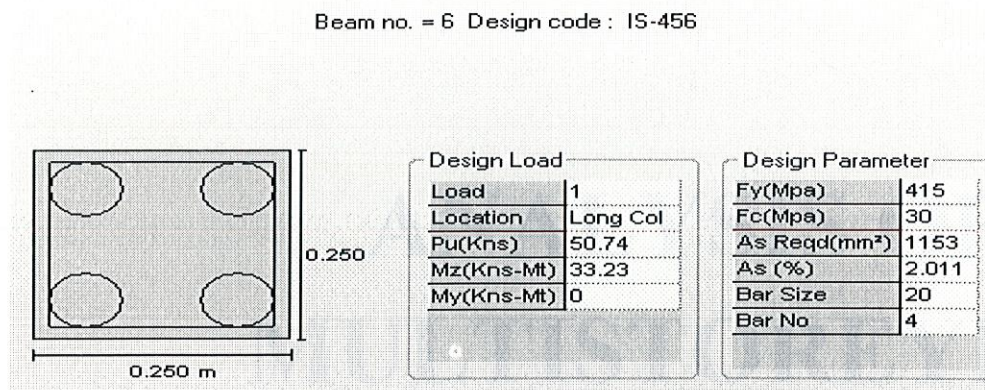 Beam no. = 6 Design code : IS-456
0.250
0.250 m
Design Load
Load 1
Location Long Col
Pu(Kns) 50.74
Mz(Kns-Mt) 33.23
My(Kns-Mt) 0
Design Parameter
Fy(Mpa) 415
Fc(Mpa) 30
As Reqd(mm²) 1153
As (%) 2.011
Bar Size 20
Bar No 4